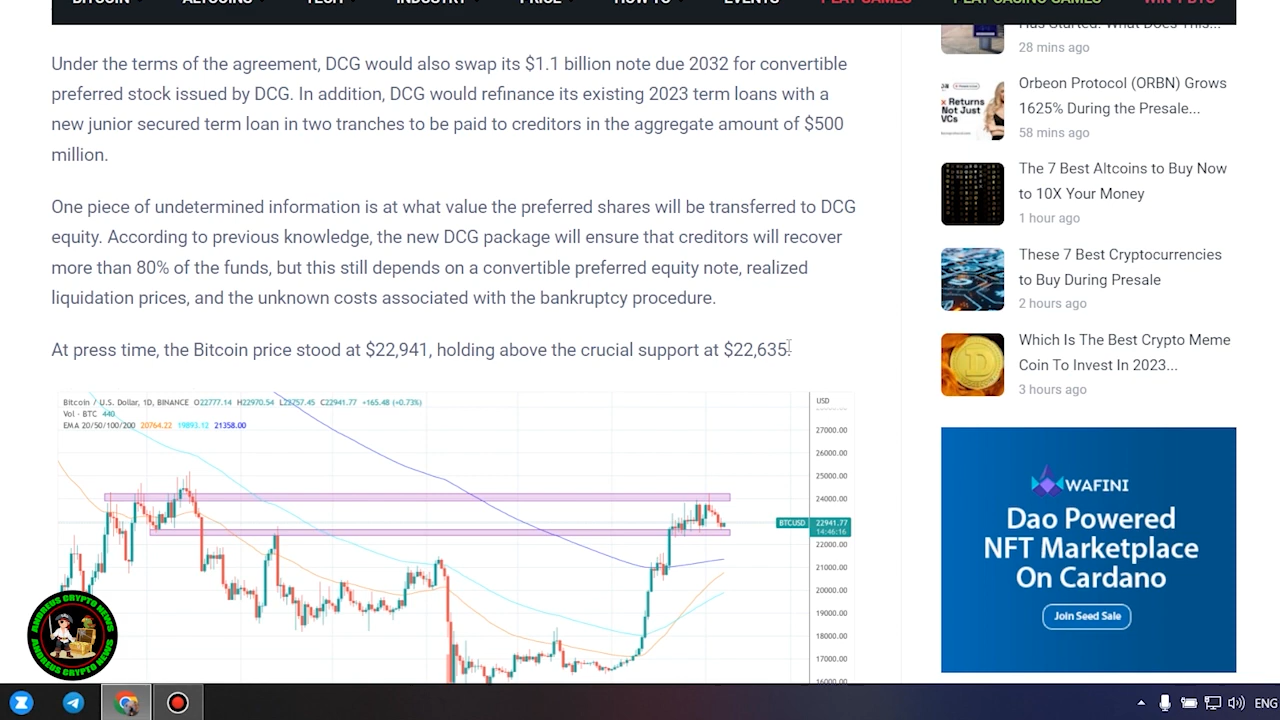 BITCOIN ALTCOINS TECH INDUSTRY PRICE HOW TO EVENTS PLAY GAMES PLAY CASINO GAMES WIN 1 BTC
Under the terms of the agreement, DCG would also swap its $1.1 billion note due 2032 for convertible
preferred stock issued by DCG. In addition, DCG would refinance its existing 2023 term loans with a
new junior secured term loan in two tranches to be paid to creditors in the aggregate amount of $500
million.
One piece of undetermined information is at what value the preferred shares will be transferred to DCG
equity. According to previous knowledge, the new DCG package will ensure that creditors will recover
more than 80% of the funds, but this still depends on a convertible preferred equity note, realized
liquidation prices, and the unknown costs associated with the bankruptcy procedure.
At press time, the Bitcoin price stood at $22,941, holding above the crucial support at $22,635.
Bitcoin / U.S. Dollar, 1D, BINANCE O22777.14 H22970.54 L22757.45 C22941.77 +165.48 (+0.73%)
Vol · BTC 440
EMA 20/50/100/200 20764.22 19893.12 21358.00
USD
27000.00
26000.00
25000.00
24000.00
BTCUSD 22941.77
14:46:16
22000.00
21000.00
20000.00
19000.00
18000.00
17000.00
16000.00
ANDREUS CRYPTO NEWS
ANDREUS CRYPTO NEWS
Has Started: What Does This...
28 mins ago
x Returns
Not Just
VCs
Orbeon Protocol (ORBN) Grows
1625% During the Presale...
58 mins ago
The 7 Best Altcoins to Buy Now
to 10X Your Money
1 hour ago
These 7 Best Cryptocurrencies
to Buy During Presale
2 hours ago
Which Is The Best Crypto Meme
Coin To Invest In 2023...
3 hours ago
WAFINI
Dao Powered
NFT Marketplace
On Cardano
Join Seed Sale
ENG